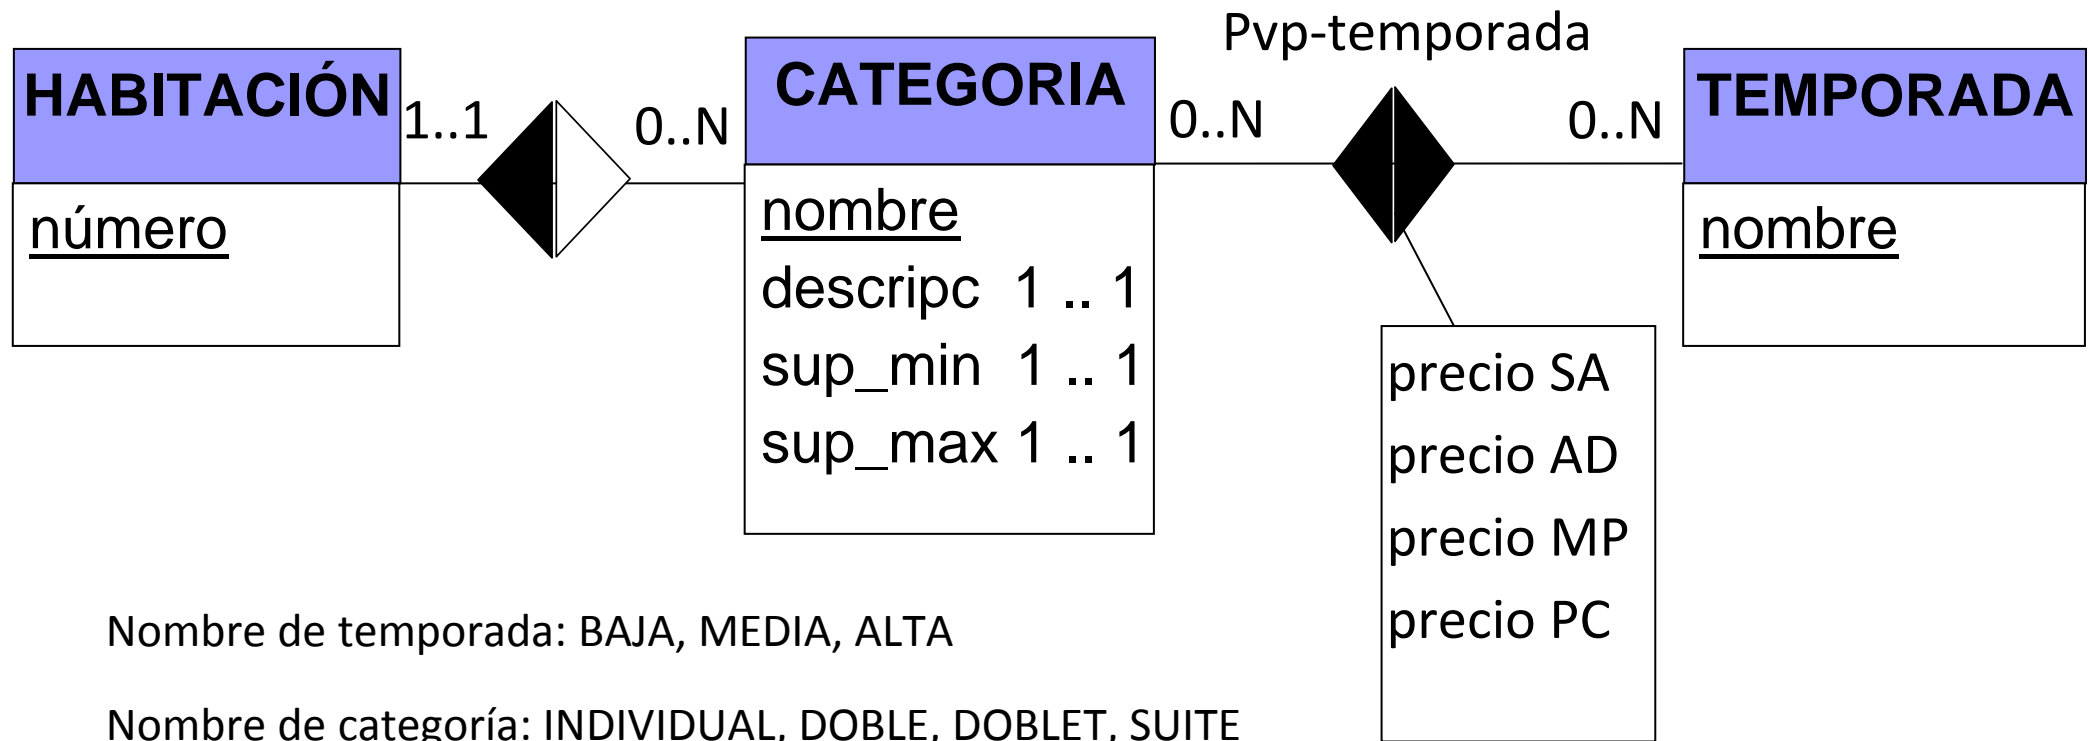 Pvp-temporada
HABITACIÓN
1..1
0..N
CATEGORIA
0..N
0..N
TEMPORADA
número
nombre
descripc 1 .. 1
sup_min 1 .. 1
sup_max 1 .. 1
nombre
precio SA
precio AD
precio MP
precio PC
Nombre de temporada: BAJA, MEDIA, ALTA
Nombre de categoría: INDIVIDUAL, DOBLE, DOBLET, SUITE